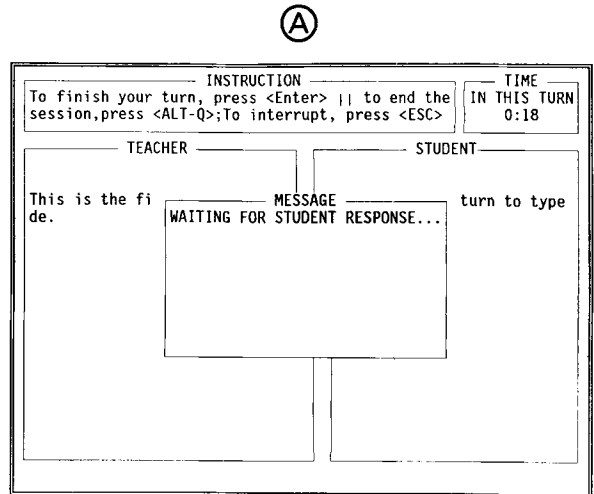 A
INSTRUCTION
To finish your turn, press <Enter> || to end the
session,press <ALT-Q>;To interrupt, press <ESC>
TIME
IN THIS TURN
0:18
TEACHER
This is the fi
de.
STUDENT
turn to type
MESSAGE
WAITING FOR STUDENT RESPONSE...